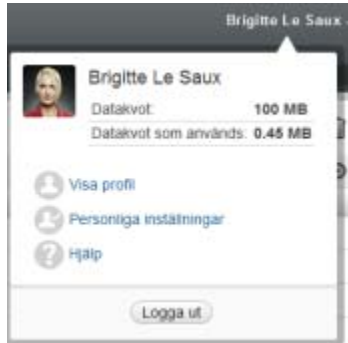 Brigitte Le Saux
Brigitte Le Saux
Datakvot: 100 MB
Datakvot som används: 0.45 MB
Visa profil
Personliga inställningar
Hjälp
Logga ut